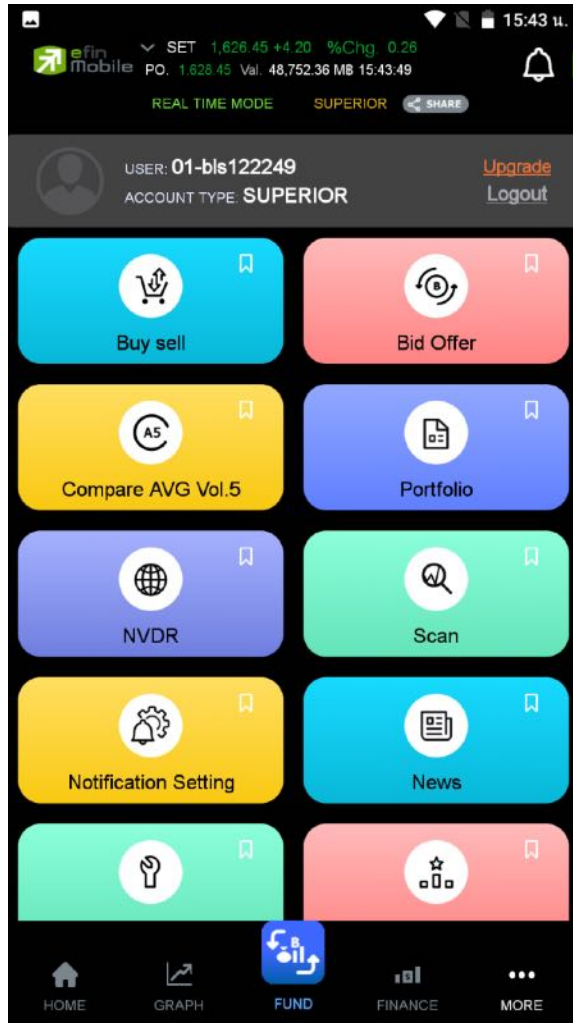 15:43 น.
efin Mobile
SET 1,626.45 +4.20 %Chg. 0.26
PO. 1,628.45 Val. 48,752.36 MB 15:43:49
REAL TIME MODE SUPERIOR SHARE
USER: 01-bls122249 Upgrade
ACCOUNT TYPE: SUPERIOR Logout
Buy sell
B
Bid Offer
A5
Compare AVG Vol.5
Portfolio
NVDR
Scan
Notification Setting
News
B
oil
HOME GRAPH FUND FINANCE MORE